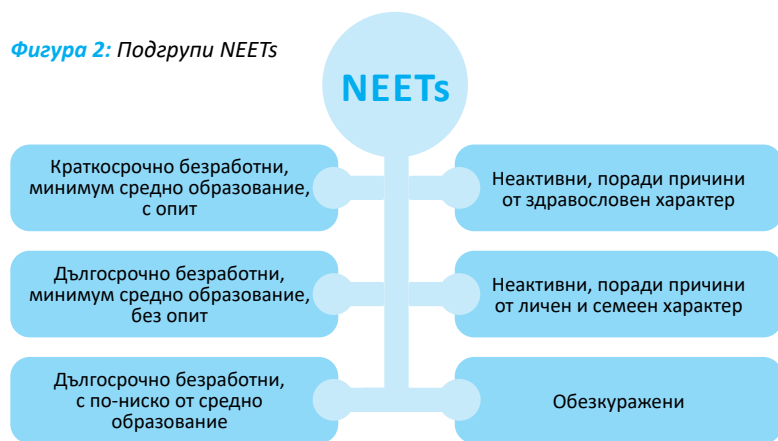 Фигура 2: Подгрупи NEETs
NEETs
Краткосрочно безработни,
минимум средно образование,
с опит
Неактивни, поради причини
от здравословен характер
Дългосрочно безработни,
минимум средно образование,
без опит
Неактивни, поради причини
от личен и семеен характер
Дългосрочно безработни,
с по-ниско от средно
образование
Обезкуражени